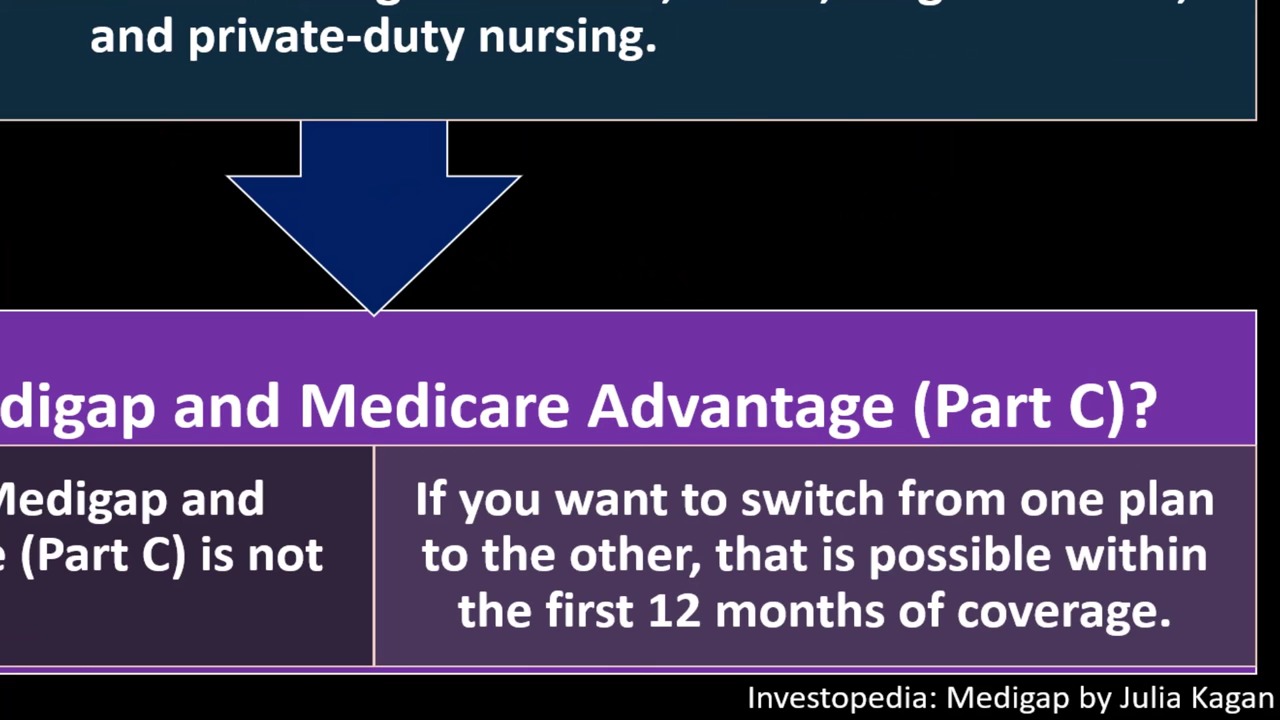 and private-duty nursing.
digap and Medicare Advantage (Part C)?
Medigap and
(Part C) is not
If you want to switch from one plan
to the other, that is possible within
the first 12 months of coverage.
Investopedia: Medigap by Julia Kagan